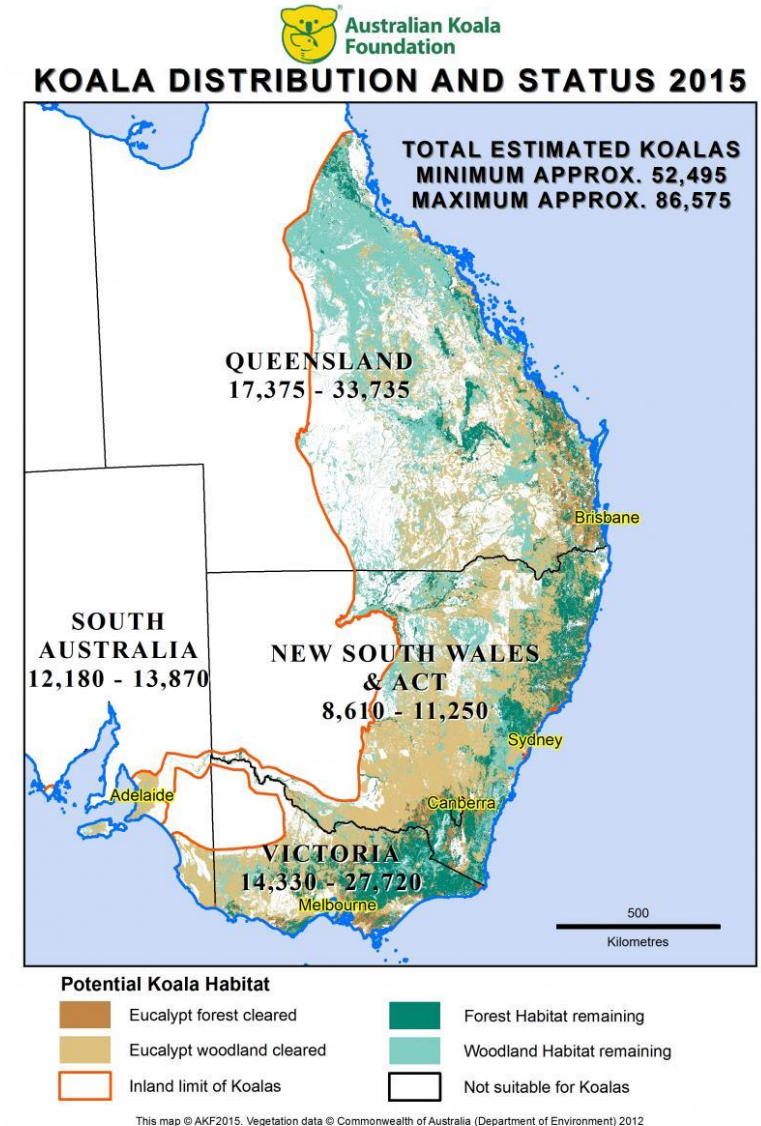 Australian Koala
Foundation
KOALA DISTRIBUTION AND STATUS 2015
TOTAL ESTIMATED KOALAS
MINIMUM APPROX. 52,495
MAXIMUM APPROX. 86,575
QUEENSLAND
17,375 - 33,735
Brisbane
SOUTH
AUSTRALIA
12,180 - 13,870
NEW SOUTH WALES
& ACT
8,610 - 11,250
Sydney
Adelaide
Canberra
VICTORIA
14,330 - 27,720
Melbourne
500
Kilometres
Potential Koala Habitat
Eucalypt forest cleared
Forest Habitat remaining
Eucalypt woodland cleared
Woodland Habitat remaining
Inland limit of Koalas
Not suitable for Koalas
This map © AKF2015. Vegetation data © Commonwealth of Australia (Department of Environment) 2012